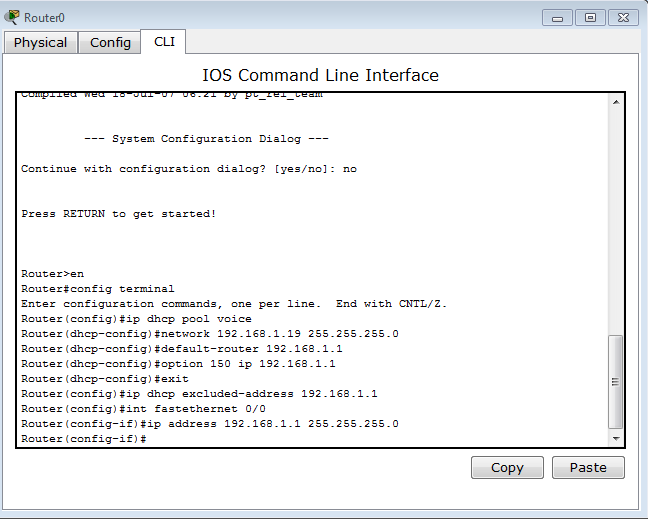 Router0
Physical Config CLI
IOS Command Line Interface
Compiled Wed 18-Jul-07 06:21 by pt_rel_team
--- System Configuration Dialog ---
Continue with configuration dialog? [yes/no]: no
Press RETURN to get started!
Router>en
Router#config terminal
Enter configuration commands, one per line.  End with CNTL/Z.
Router(config)#ip dhcp pool voice
Router(dhcp-config)#network 192.168.1.19 255.255.255.0
Router(dhcp-config)#default-router 192.168.1.1
Router(dhcp-config)#option 150 ip 192.168.1.1
Router(dhcp-config)#exit
Router(config)#ip dhcp excluded-address 192.168.1.1
Router(config)#int fastethernet 0/0
Router(config-if)#ip address 192.168.1.1 255.255.255.0
Router(config-if)#
Copy Paste